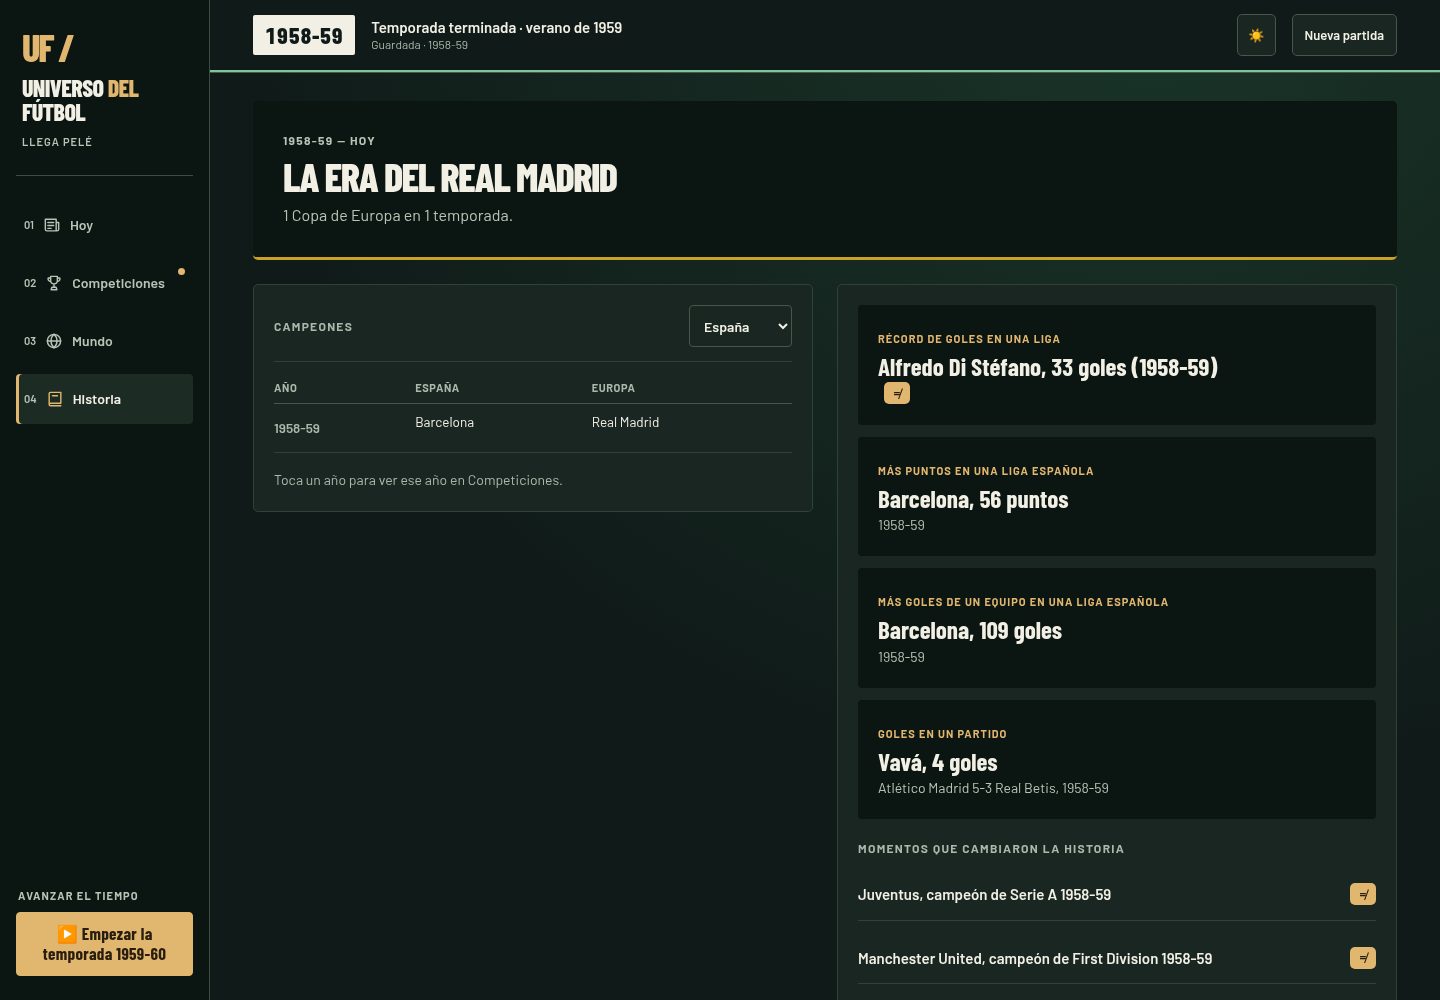 UF /
UNIVERSO DEL
FÚTBOL
LLEGA PELÉ
01 Hoy
02 Competiciones
03 Mundo
04 Historia
AVANZAR EL TIEMPO
Empezar la
temporada 1959-60
1958-59
Temporada terminada · verano de 1959
Guardada · 1958-59
Nueva partida
1958-59 — HOY
LA ERA DEL REAL MADRID
1 Copa de Europa en 1 temporada.
CAMPEONES
España
AÑO ESPAÑA EUROPA
1958-59 Barcelona Real Madrid
Toca un año para ver ese año en Competiciones.
RÉCORD DE GOLES EN UNA LIGA
Alfredo Di Stéfano, 33 goles (1958-59)
≠
MÁS PUNTOS EN UNA LIGA ESPAÑOLA
Barcelona, 56 puntos
1958-59
MÁS GOLES DE UN EQUIPO EN UNA LIGA ESPAÑOLA
Barcelona, 109 goles
1958-59
GOLES EN UN PARTIDO
Vavá, 4 goles
Atlético Madrid 5-3 Real Betis, 1958-59
MOMENTOS QUE CAMBIARON LA HISTORIA
Juventus, campeón de Serie A 1958-59 ≠
Manchester United, campeón de First Division 1958-59 ≠